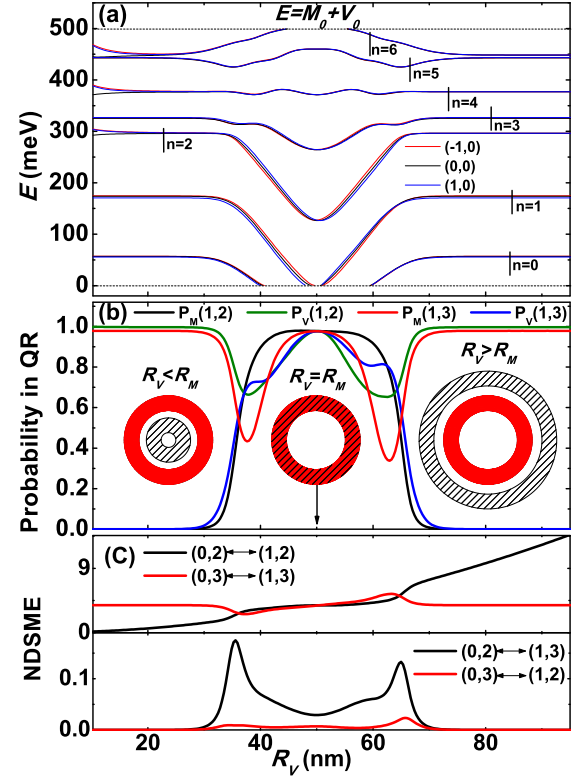 (a)
E=M0+V0
500
400
300
200
100
0
E (meV)
n=6
n=5
n=4
n=3
n=2
n=1
n=0
(-1,0)
(0,0)
(1,0)
(b)
PM(1,2)
PV(1,2)
PM(1,3)
PV(1,3)
1.0
0.8
0.6
0.4
0.2
0.0
Probability in QR
RV<RM
RV=RM
RV>RM
(C)
(0,2)↔(1,2)
(0,3)↔(1,3)
9
0
NDSME
(0,2)↔(1,3)
(0,3)↔(1,2)
0.1
0.0
20
40
60
80
RV (nm)